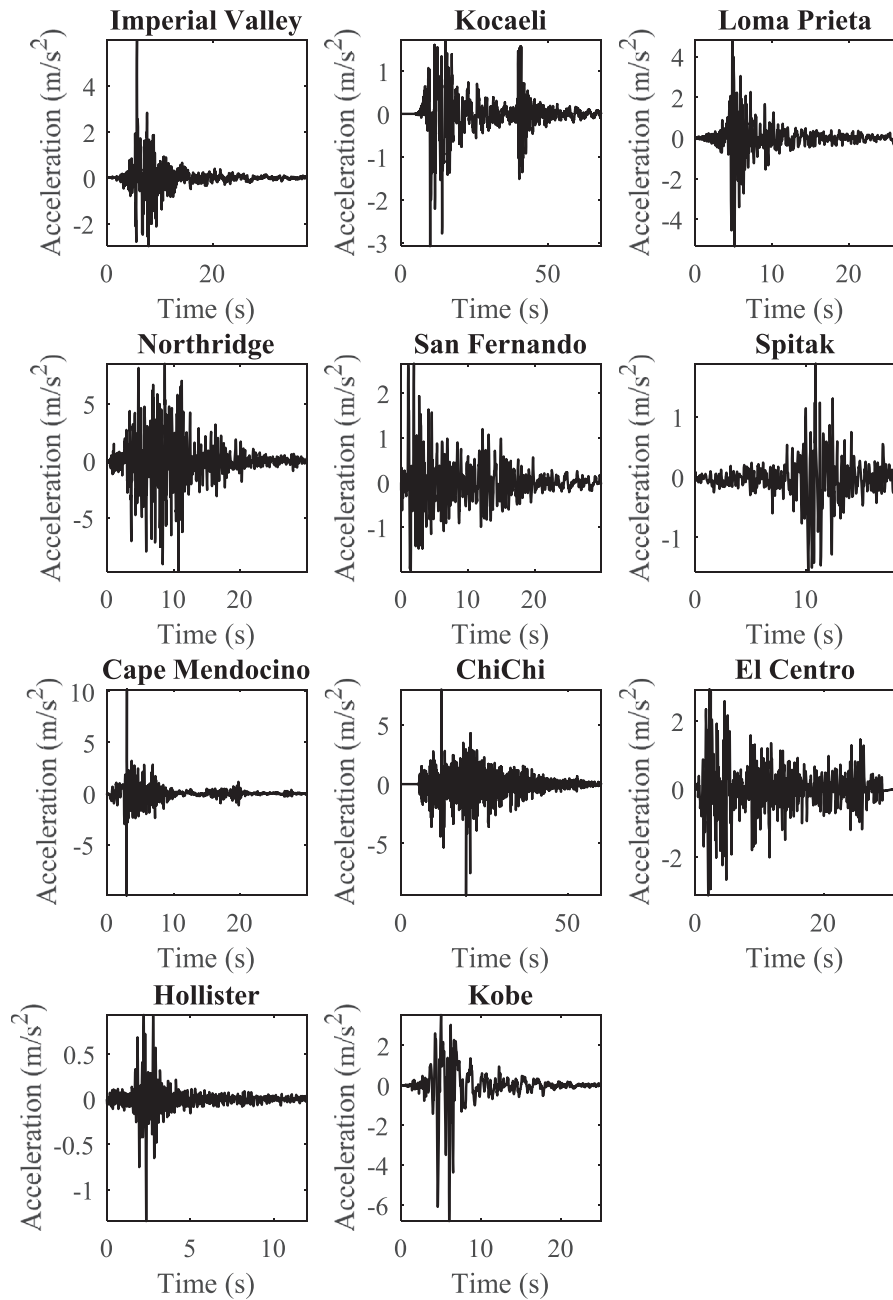 Imperial Valley
Acceleration (m/s²)
4
2
0
-2
0
20
Time (s)
Kocaeli
Acceleration (m/s²)
1
0
-1
-2
-3
0
50
Time (s)
Loma Prieta
Acceleration (m/s²)
4
2
0
-2
-4
0
10
20
Time (s)
Northridge
Acceleration (m/s²)
5
0
-5
0
10
20
Time (s)
San Fernando
Acceleration (m/s²)
2
1
0
-1
0
10
20
Time (s)
Spitak
Acceleration (m/s²)
1
0
-1
0
10
Time (s)
Cape Mendocino
Acceleration (m/s²)
10
5
0
-5
0
10
20
Time (s)
ChiChi
Acceleration (m/s²)
5
0
-5
0
50
Time (s)
El Centro
Acceleration (m/s²)
2
0
-2
0
20
Time (s)
Hollister
Acceleration (m/s²)
0.5
0
-0.5
-1
0
5
10
Time (s)
Kobe
Acceleration (m/s²)
2
0
-2
-4
-6
0
10
20
Time (s)